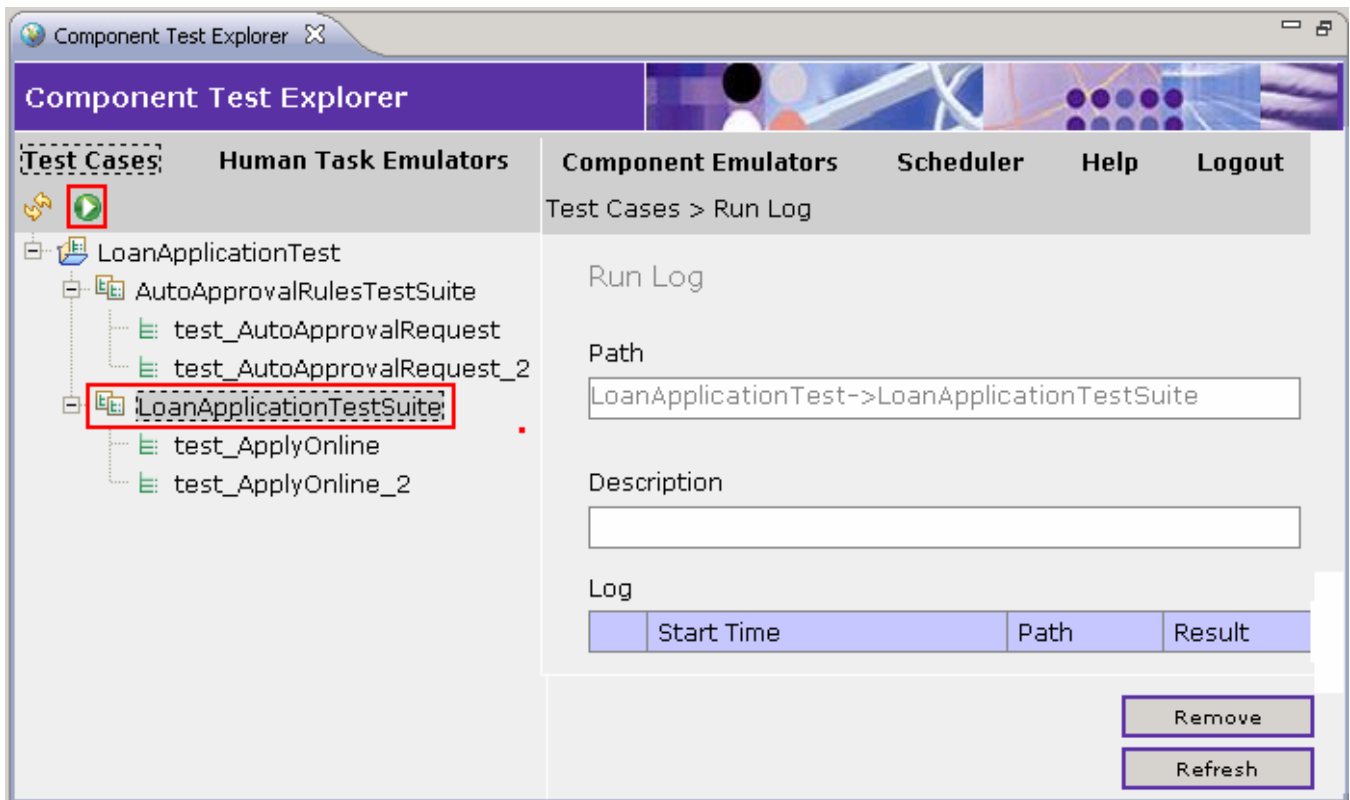 Component Test Explorer
Component Test Explorer
Test Cases Human Task Emulators Component Emulators Scheduler Help Logout
Test Cases > Run Log
LoanApplicationTest
AutoApprovalRulesTestSuite
test_AutoApprovalRequest
test_AutoApprovalRequest_2
LoanApplicationTestSuite
test_ApplyOnline
test_ApplyOnline_2
Run Log
Path
LoanApplicationTest->LoanApplicationTestSuite
Description
Log
Start Time Path Result
Remove
Refresh